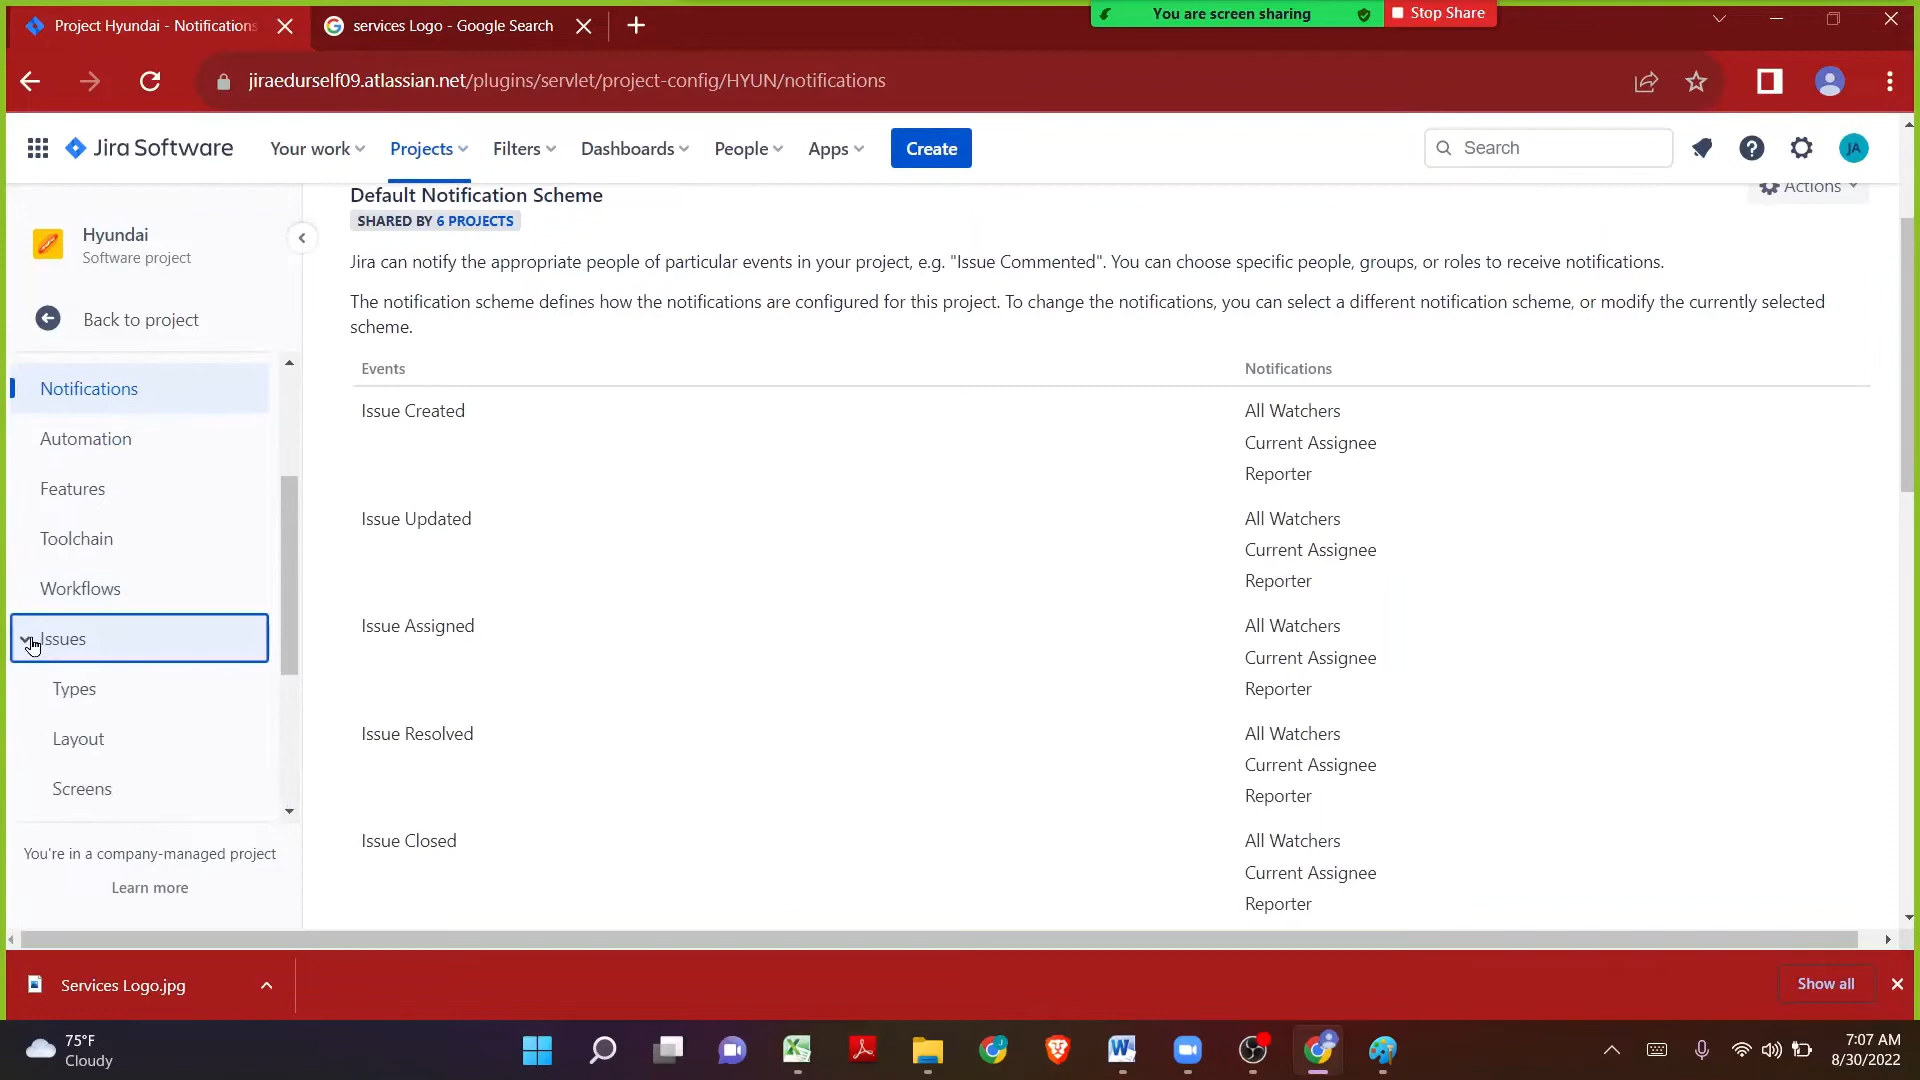 Project Hyundai - Notifications
services Logo - Google Search
You are screen sharing
Stop Share
jiraedurself09.atlassian.net/plugins/servlet/project-config/HYUN/notifications
Jira Software
Your work
Projects
Filters
Dashboards
People
Apps
Create
Search
JA
Hyundai
Software project
Back to project
Notifications
Automation
Features
Toolchain
Workflows
Issues
Types
Layout
Screens
You're in a company-managed project
Learn more
Default Notification Scheme
Actions
SHARED BY 6 PROJECTS
Jira can notify the appropriate people of particular events in your project, e.g. "Issue Commented". You can choose specific people, groups, or roles to receive notifications.
The notification scheme defines how the notifications are configured for this project. To change the notifications, you can select a different notification scheme, or modify the currently selected
scheme.
Events Notifications
Issue Created All Watchers
Current Assignee
Reporter
Issue Updated All Watchers
Current Assignee
Reporter
Issue Assigned All Watchers
Current Assignee
Reporter
Issue Resolved All Watchers
Current Assignee
Reporter
Issue Closed All Watchers
Current Assignee
Reporter
Services Logo.jpg
Show all
75°F
Cloudy
7:07 AM
8/30/2022